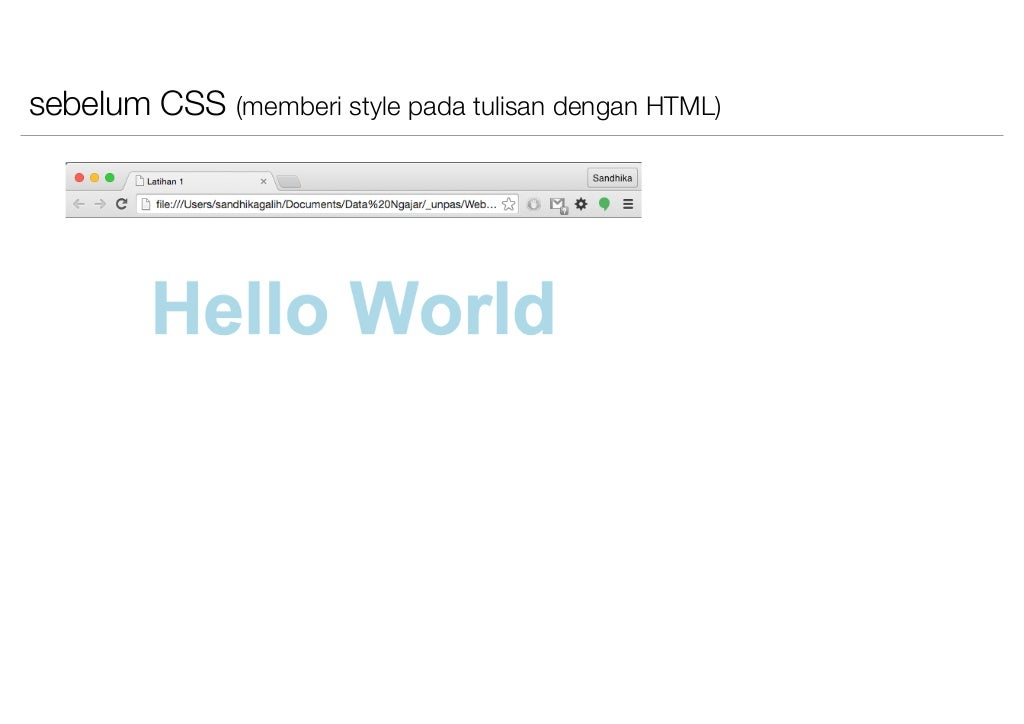 sebelum CSS (memberi style pada tulisan dengan HTML)
Latihan 1
Sandhika
file:///Users/sandhikagalih/Documents/Data%20Ngajar/_unpas/Web...
Hello World